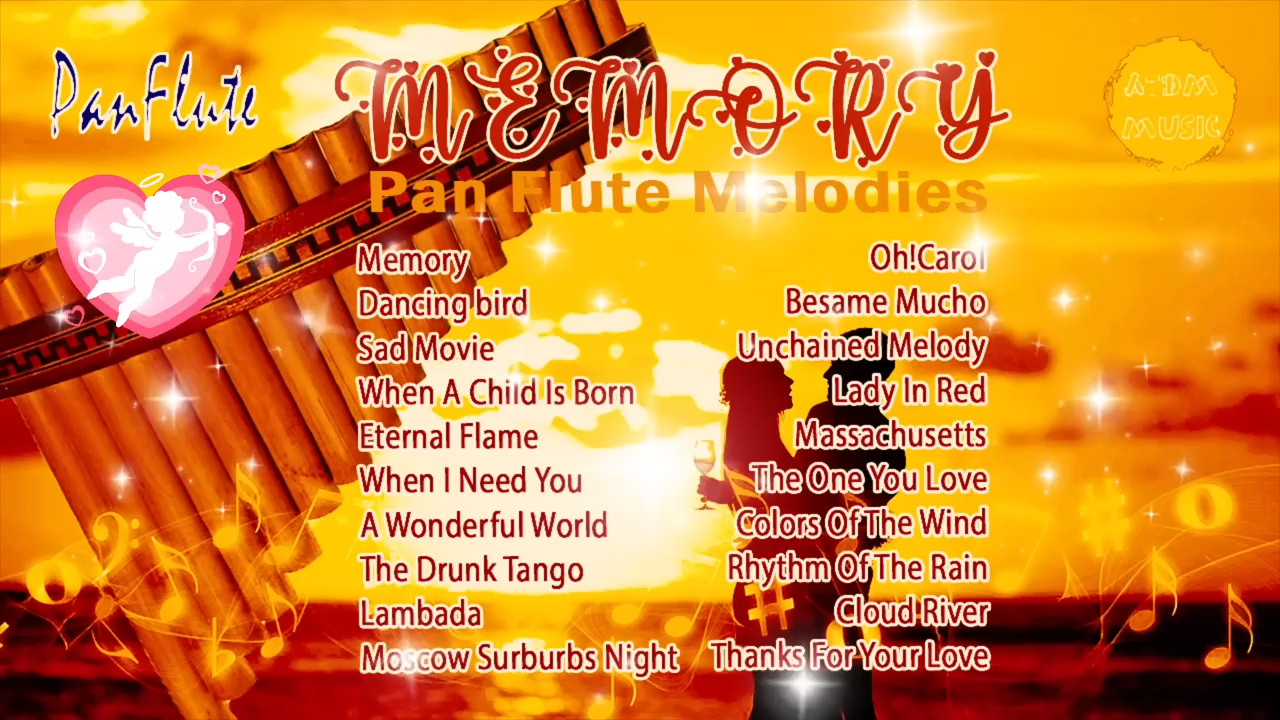 PanFlute
MEMORY
A-DM
MUSIC
Pan Flute Melodies
Memory
Dancing bird
Sad Movie
When A Child Is Born
Eternal Flame
When I Need You
A Wonderful World
The Drunk Tango
Lambada
Moscow Surburbs Night
Oh!Carol
Besame Mucho
Unchained Melody
Lady In Red
Massachusetts
The One You Love
Colors Of The Wind
Rhythm Of The Rain
Cloud River
Thanks For Your Love